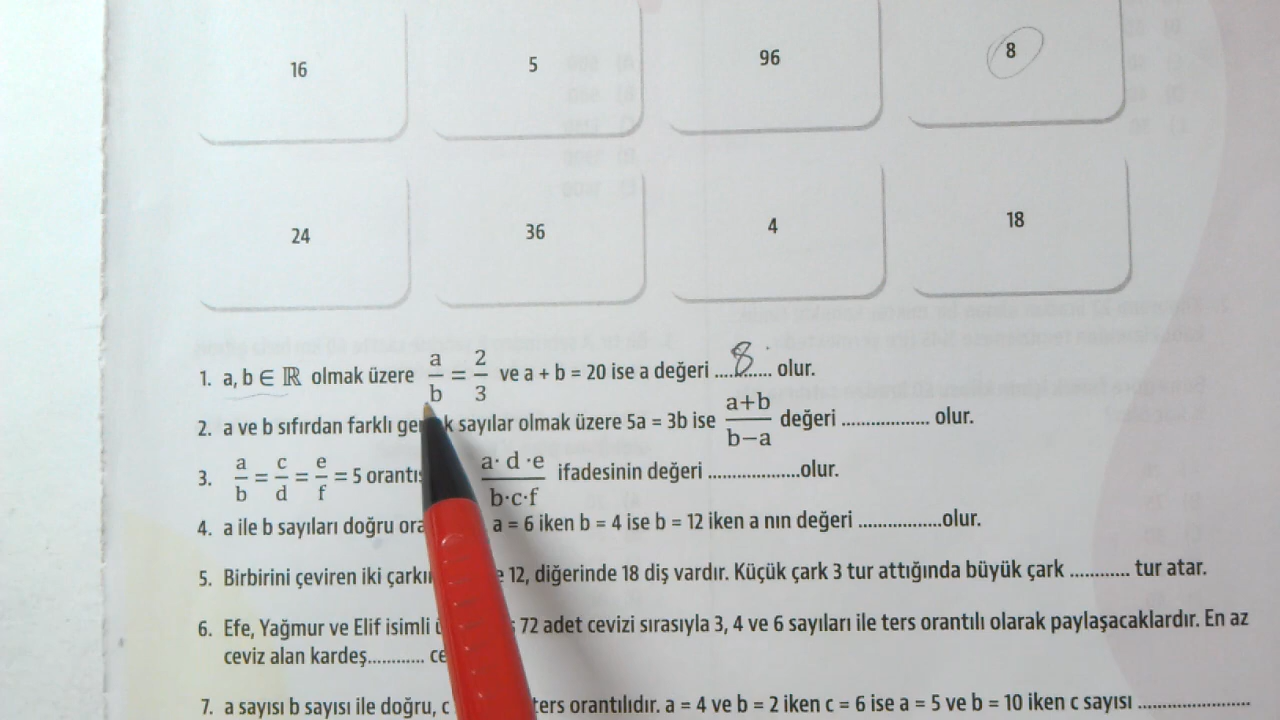 16 5 96 8
24 36 4 18
1. a, b ∈ ℝ olmak üzere a/b = 2/3 ve a + b = 20 ise a değeri ....8.... olur.
2. a ve b sıfırdan farklı sayılar olmak üzere 5a = 3b ise a+b/b−a değeri .................. olur.
3. a/b = c/d = e/f = 5 a· d ·e/b·c·f ifadesinin değeri ...................olur.
4. a ile b sayıları doğru a = 6 iken b = 4 ise b = 12 iken a nın değeri .................olur.
5. Birbirini çeviren iki 12, diğerinde 18 diş vardır. Küçük çark 3 tur attığında büyük çark ............ tur atar.
6. Efe, Yağmur ve Elif isimli 72 adet cevizi sırasıyla 3, 4 ve 6 sayıları ile ters orantılı olarak paylaşacaklardır. En az
ceviz alan kardeş............
7. a sayısı b sayısı ile doğru, c ters orantılıdır. a = 4 ve b = 2 iken c = 6 ise a = 5 ve b = 10 iken c sayısı .......................